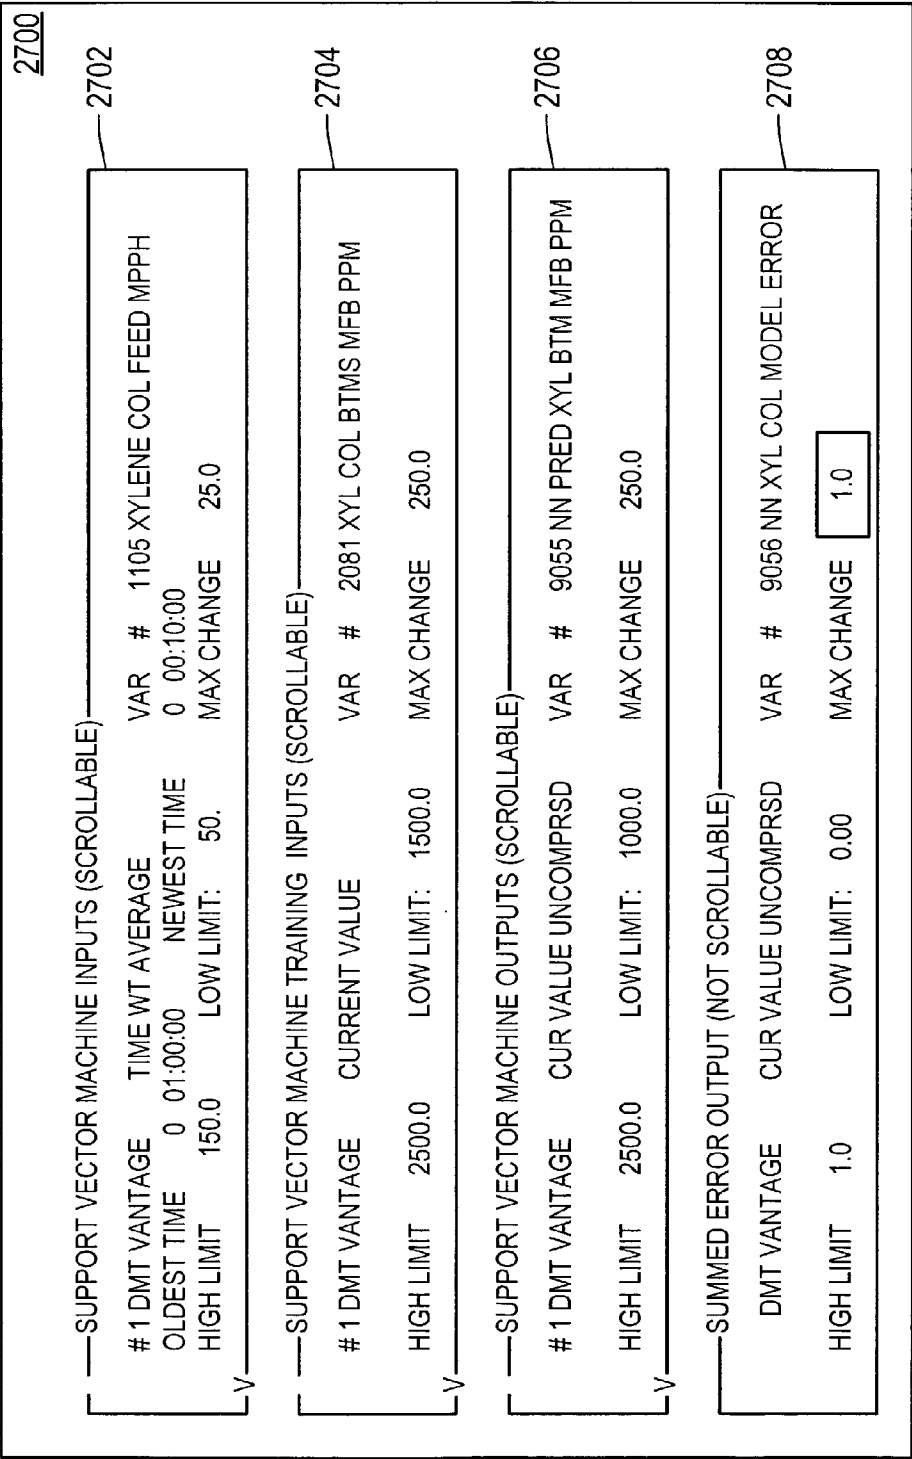 2700
SUPPORT VECTOR MACHINE INPUTS (SCROLLABLE)
2702
# 1 DMT VANTAGE TIME WT AVERAGE VAR # 1105 XYLENE COL FEED MPPH
OLDEST TIME 0 01:00:00 NEWEST TIME 0 00:10:00
HIGH LIMIT 150.0 LOW LIMIT: 50. MAX CHANGE 25.0
V
SUPPORT VECTOR MACHINE TRAINING INPUTS (SCROLLABLE)
2704
# 1 DMT VANTAGE CURRENT VALUE VAR # 2081 XYL COL BTMS MFB PPM
HIGH LIMIT 2500.0 LOW LIMIT: 1500.0 MAX CHANGE 250.0
V
SUPPORT VECTOR MACHINE OUTPUTS (SCROLLABLE)
2706
# 1 DMT VANTAGE CUR VALUE UNCOMPRSD VAR # 9055 NN PRED XYL BTM MFB PPM
HIGH LIMIT 2500.0 LOW LIMIT: 1000.0 MAX CHANGE 250.0
V
SUMMED ERROR OUTPUT (NOT SCROLLABLE)
2708
DMT VANTAGE CUR VALUE UNCOMPRSD VAR # 9056 NN XYL COL MODEL ERROR
HIGH LIMIT 1.0 LOW LIMIT: 0.00 MAX CHANGE 1.0